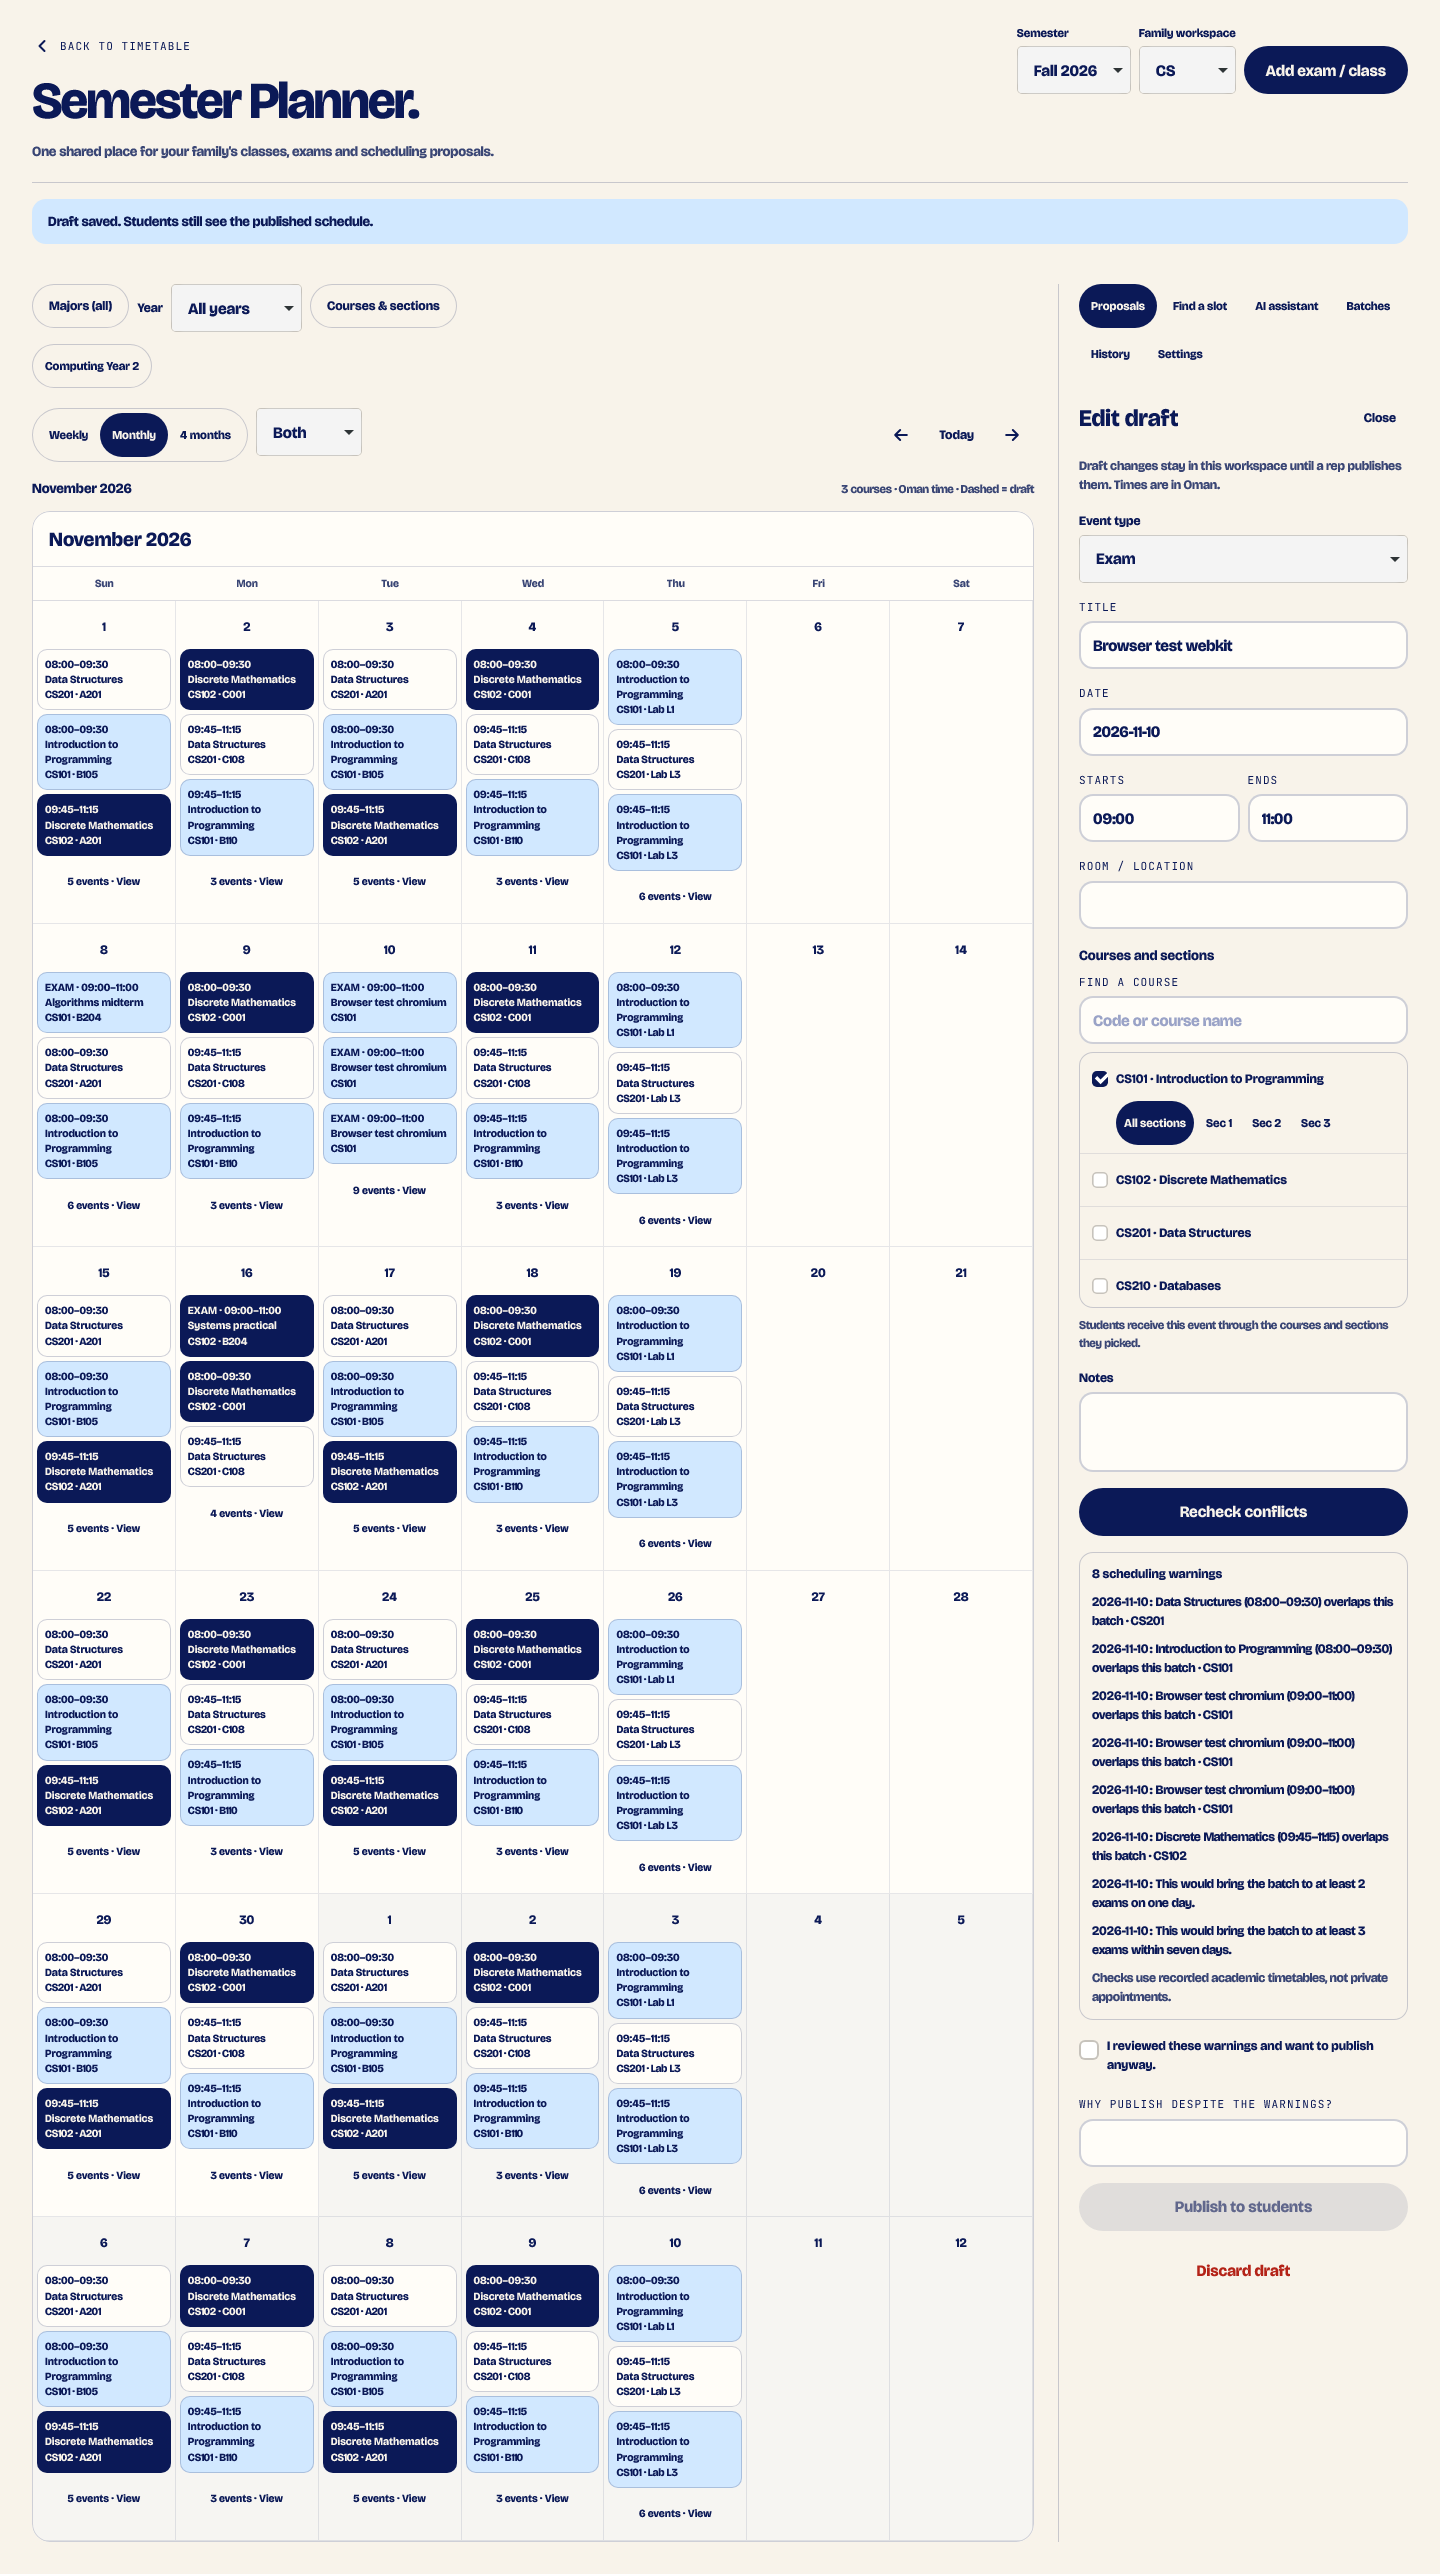 BACK TO TIMETABLE
Semester Planner.
One shared place for your family's classes, exams and scheduling proposals.
Semester
Family workspace
Fall 2026
CS
Add exam / class
Draft saved. Students still see the published schedule.
Majors (all)
Year
All years
Courses & sections
Computing Year 2
Weekly
Monthly
4 months
Both
Today
November 2026
3 courses · Oman time · Dashed = draft
November 2026
Sun Mon Tue Wed Thu Fri Sat
1
08:00–09:30
Data Structures
CS201 · A201
08:00–09:30
Introduction to
Programming
CS101 · B105
09:45–11:15
Discrete Mathematics
CS102 · A201
5 events · View
2
08:00–09:30
Discrete Mathematics
CS102 · C001
09:45–11:15
Data Structures
CS201 · C108
09:45–11:15
Introduction to
Programming
CS101 · B110
3 events · View
3
08:00–09:30
Data Structures
CS201 · A201
08:00–09:30
Introduction to
Programming
CS101 · B105
09:45–11:15
Discrete Mathematics
CS102 · A201
5 events · View
4
08:00–09:30
Discrete Mathematics
CS102 · C001
09:45–11:15
Data Structures
CS201 · C108
09:45–11:15
Introduction to
Programming
CS101 · B110
3 events · View
5
08:00–09:30
Introduction to
Programming
CS101 · Lab L1
09:45–11:15
Data Structures
CS201 · Lab L3
09:45–11:15
Introduction to
Programming
CS101 · Lab L3
6 events · View
6
7
8
EXAM · 09:00–11:00
Algorithms midterm
CS101 · B204
08:00–09:30
Data Structures
CS201 · A201
08:00–09:30
Introduction to
Programming
CS101 · B105
6 events · View
9
08:00–09:30
Discrete Mathematics
CS102 · C001
09:45–11:15
Data Structures
CS201 · C108
09:45–11:15
Introduction to
Programming
CS101 · B110
3 events · View
10
EXAM · 09:00–11:00
Browser test chromium
CS101
EXAM · 09:00–11:00
Browser test chromium
CS101
EXAM · 09:00–11:00
Browser test chromium
CS101
9 events · View
11
08:00–09:30
Discrete Mathematics
CS102 · C001
09:45–11:15
Data Structures
CS201 · C108
09:45–11:15
Introduction to
Programming
CS101 · B110
3 events · View
12
08:00–09:30
Introduction to
Programming
CS101 · Lab L1
09:45–11:15
Data Structures
CS201 · Lab L3
09:45–11:15
Introduction to
Programming
CS101 · Lab L3
6 events · View
13
14
15
08:00–09:30
Data Structures
CS201 · A201
08:00–09:30
Introduction to
Programming
CS101 · B105
09:45–11:15
Discrete Mathematics
CS102 · A201
5 events · View
16
EXAM · 09:00–11:00
Systems practical
CS102 · B204
08:00–09:30
Discrete Mathematics
CS102 · C001
09:45–11:15
Data Structures
CS201 · C108
4 events · View
17
08:00–09:30
Data Structures
CS201 · A201
08:00–09:30
Introduction to
Programming
CS101 · B105
09:45–11:15
Discrete Mathematics
CS102 · A201
5 events · View
18
08:00–09:30
Discrete Mathematics
CS102 · C001
09:45–11:15
Data Structures
CS201 · C108
09:45–11:15
Introduction to
Programming
CS101 · B110
3 events · View
19
08:00–09:30
Introduction to
Programming
CS101 · Lab L1
09:45–11:15
Data Structures
CS201 · Lab L3
09:45–11:15
Introduction to
Programming
CS101 · Lab L3
6 events · View
20
21
22
08:00–09:30
Data Structures
CS201 · A201
08:00–09:30
Introduction to
Programming
CS101 · B105
09:45–11:15
Discrete Mathematics
CS102 · A201
5 events · View
23
08:00–09:30
Discrete Mathematics
CS102 · C001
09:45–11:15
Data Structures
CS201 · C108
09:45–11:15
Introduction to
Programming
CS101 · B110
3 events · View
24
08:00–09:30
Data Structures
CS201 · A201
08:00–09:30
Introduction to
Programming
CS101 · B105
09:45–11:15
Discrete Mathematics
CS102 · A201
5 events · View
25
08:00–09:30
Discrete Mathematics
CS102 · C001
09:45–11:15
Data Structures
CS201 · C108
09:45–11:15
Introduction to
Programming
CS101 · B110
3 events · View
26
08:00–09:30
Introduction to
Programming
CS101 · Lab L1
09:45–11:15
Data Structures
CS201 · Lab L3
09:45–11:15
Introduction to
Programming
CS101 · Lab L3
6 events · View
27
28
29
08:00–09:30
Data Structures
CS201 · A201
08:00–09:30
Introduction to
Programming
CS101 · B105
09:45–11:15
Discrete Mathematics
CS102 · A201
5 events · View
30
08:00–09:30
Discrete Mathematics
CS102 · C001
09:45–11:15
Data Structures
CS201 · C108
09:45–11:15
Introduction to
Programming
CS101 · B110
3 events · View
1
08:00–09:30
Data Structures
CS201 · A201
08:00–09:30
Introduction to
Programming
CS101 · B105
09:45–11:15
Discrete Mathematics
CS102 · A201
5 events · View
2
08:00–09:30
Discrete Mathematics
CS102 · C001
09:45–11:15
Data Structures
CS201 · C108
09:45–11:15
Introduction to
Programming
CS101 · B110
3 events · View
3
08:00–09:30
Introduction to
Programming
CS101 · Lab L1
09:45–11:15
Data Structures
CS201 · Lab L3
09:45–11:15
Introduction to
Programming
CS101 · Lab L3
6 events · View
4
5
6
08:00–09:30
Data Structures
CS201 · A201
08:00–09:30
Introduction to
Programming
CS101 · B105
09:45–11:15
Discrete Mathematics
CS102 · A201
5 events · View
7
08:00–09:30
Discrete Mathematics
CS102 · C001
09:45–11:15
Data Structures
CS201 · C108
09:45–11:15
Introduction to
Programming
CS101 · B110
3 events · View
8
08:00–09:30
Data Structures
CS201 · A201
08:00–09:30
Introduction to
Programming
CS101 · B105
09:45–11:15
Discrete Mathematics
CS102 · A201
5 events · View
9
08:00–09:30
Discrete Mathematics
CS102 · C001
09:45–11:15
Data Structures
CS201 · C108
09:45–11:15
Introduction to
Programming
CS101 · B110
3 events · View
10
08:00–09:30
Introduction to
Programming
CS101 · Lab L1
09:45–11:15
Data Structures
CS201 · Lab L3
09:45–11:15
Introduction to
Programming
CS101 · Lab L3
6 events · View
11
12
Proposals
Find a slot
AI assistant
Batches
History
Settings
Edit draft
Close
Draft changes stay in this workspace until a rep publishes
them. Times are in Oman.
Event type
Exam
TITLE
Browser test webkit
DATE
2026-11-10
STARTS
ENDS
09:00
11:00
ROOM / LOCATION
Courses and sections
FIND A COURSE
Code or course name
CS101 · Introduction to Programming
All sections
Sec 1
Sec 2
Sec 3
CS102 · Discrete Mathematics
CS201 · Data Structures
CS210 · Databases
Students receive this event through the courses and sections
they picked.
Notes
Recheck conflicts
8 scheduling warnings
2026-11-10: Data Structures (08:00–09:30) overlaps this
batch · CS201
2026-11-10: Introduction to Programming (08:00–09:30)
overlaps this batch · CS101
2026-11-10: Browser test chromium (09:00–11:00)
overlaps this batch · CS101
2026-11-10: Browser test chromium (09:00–11:00)
overlaps this batch · CS101
2026-11-10: Browser test chromium (09:00–11:00)
overlaps this batch · CS101
2026-11-10: Discrete Mathematics (09:45–11:15) overlaps
this batch · CS102
2026-11-10: This would bring the batch to at least 2
exams on one day.
2026-11-10: This would bring the batch to at least 3
exams within seven days.
Checks use recorded academic timetables, not private
appointments.
I reviewed these warnings and want to publish
anyway.
WHY PUBLISH DESPITE THE WARNINGS?
Publish to students
Discard draft